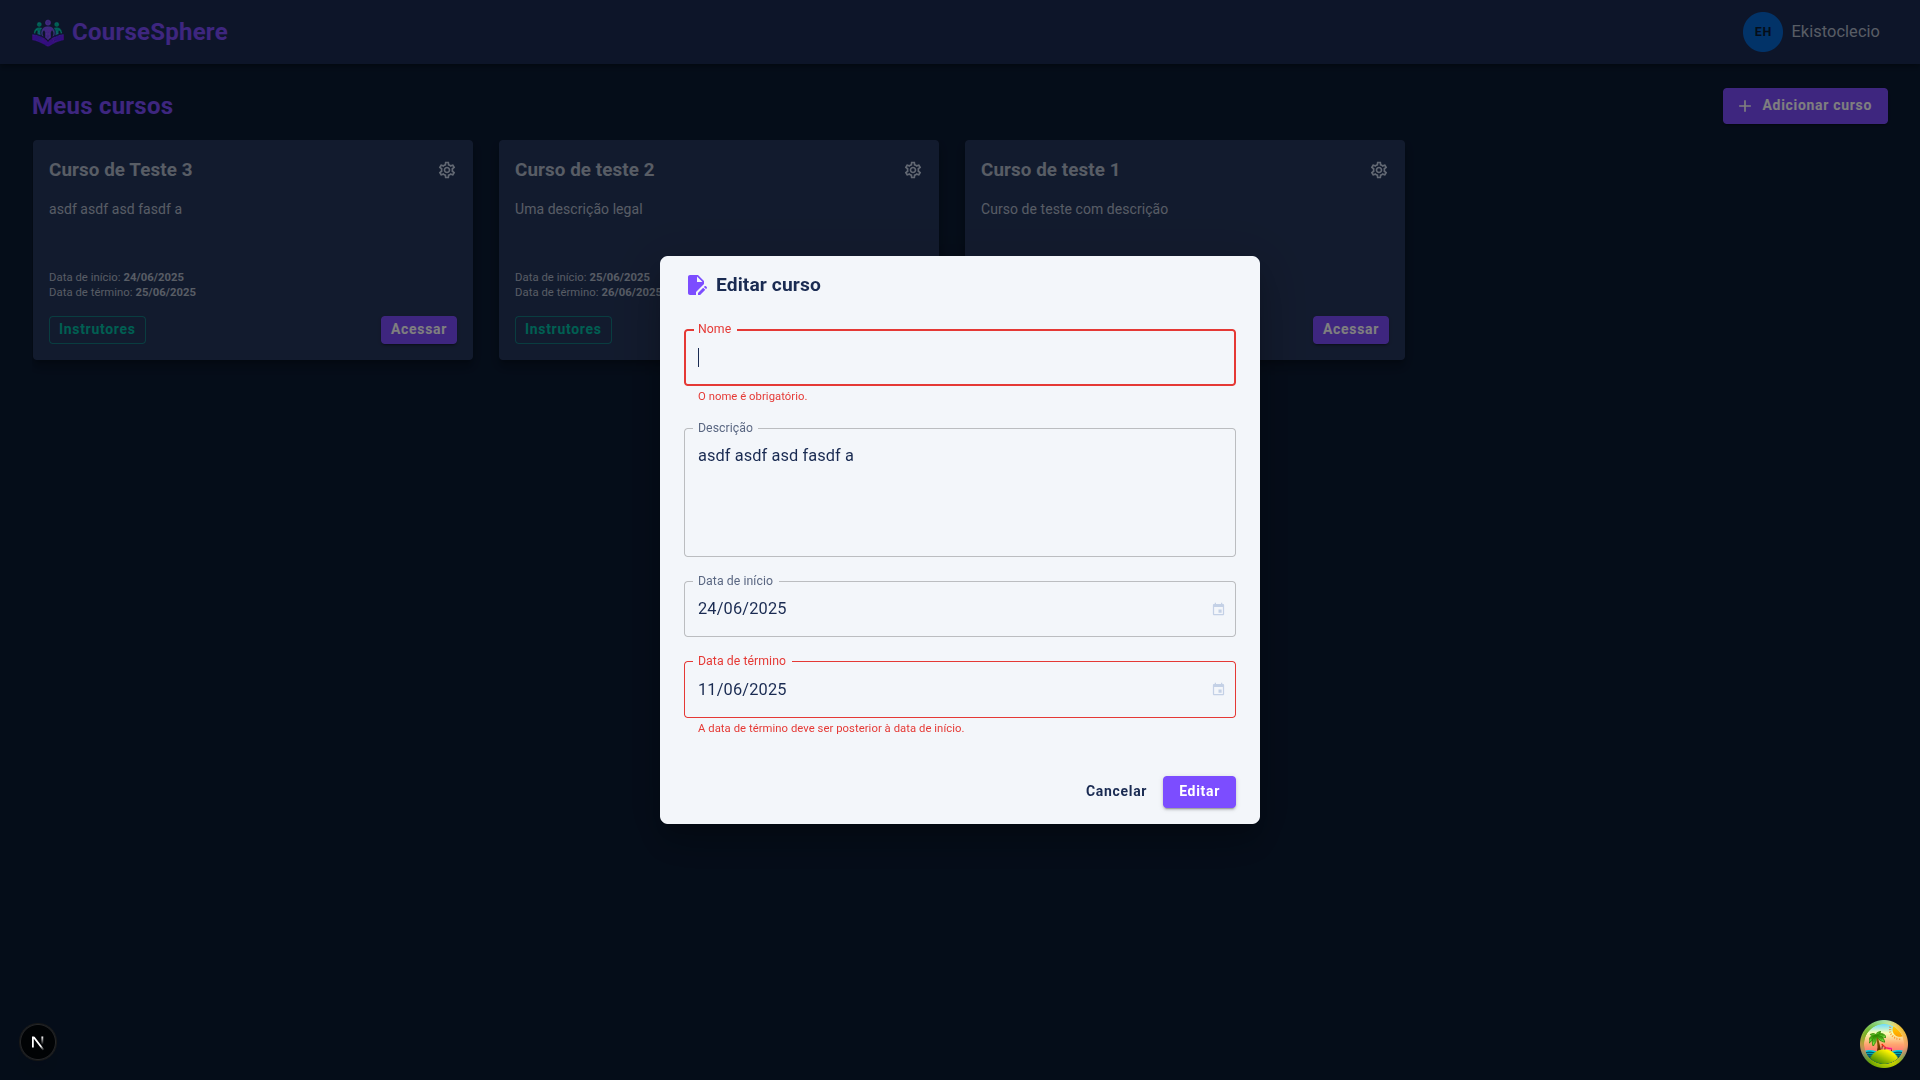 CourseSphere
EH Ekistoclecio
Meus cursos
+ Adicionar curso
Curso de Teste 3
asdf asdf asd fasdf a
Data de início: 24/06/2025
Data de término: 25/06/2025
Instrutores
Acessar
Curso de teste 2
Uma descrição legal
Data de início: 25/06/2025
Data de término: 26/06/2025
Instrutores
Curso de teste 1
Curso de teste com descrição
Acessar
Editar curso
Nome
O nome é obrigatório.
Descrição
asdf asdf asd fasdf a
Data de início
24/06/2025
Data de término
11/06/2025
A data de término deve ser posterior à data de início.
Cancelar
Editar
N